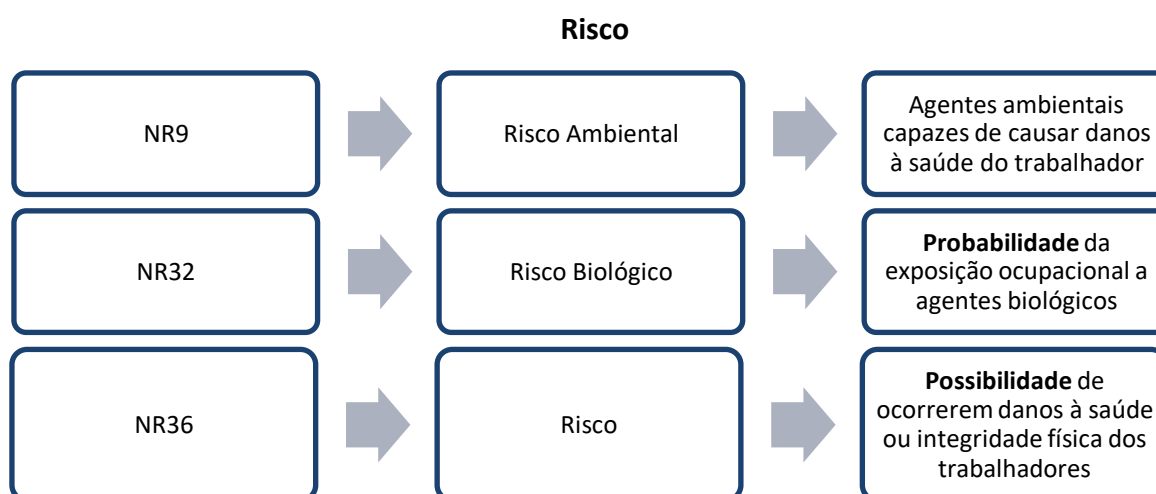 Risco
NR9
Risco Ambiental
Agentes ambientais
capazes de causar danos
à saúde do trabalhador
NR32
Risco Biológico
Probabilidade da
exposição ocupacional a
agentes biológicos
NR36
Risco
Possibilidade de
ocorrerem danos à saúde
ou integridade física dos
trabalhadores